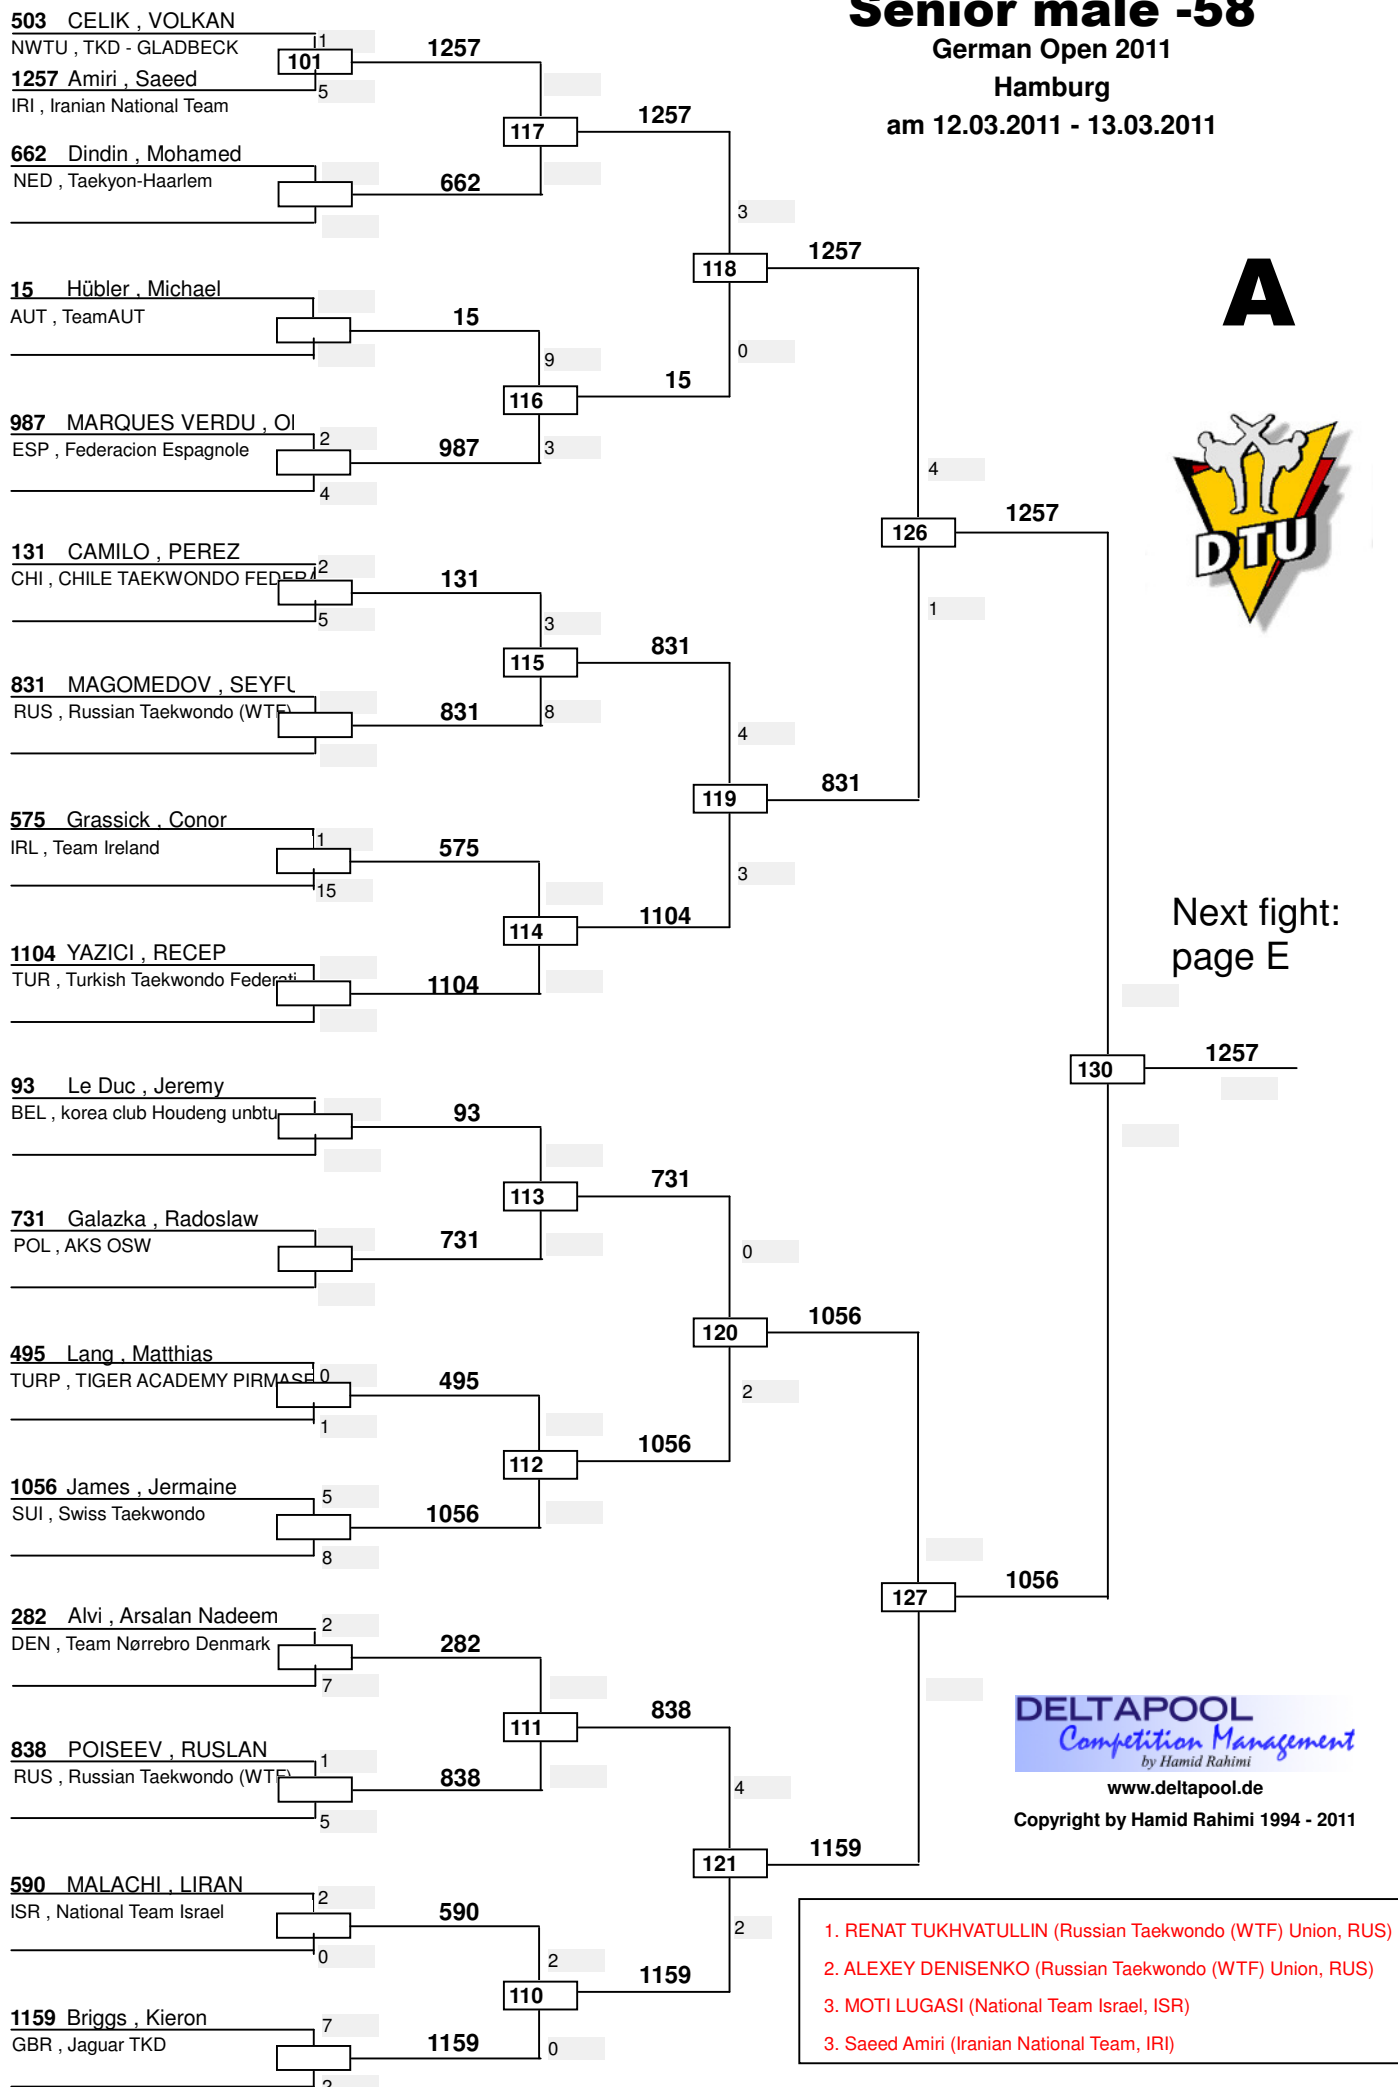 Senior male -58
German Open 2011
Hamburg
am 12.03.2011 - 13.03.2011
A
503 CELIK , VOLKAN
NWTU , TKD - GLADBECK
1
101
1257
1257 Amiri , Saeed
5
IRI , Iranian National Team
117
1257
662 Dindin , Mohamed
NED , Taekyon-Haarlem
662
3
118
1257
15 Hübler , Michael
AUT , TeamAUT
15
9
0
116
15
987 MARQUES VERDU , Ol
ESP , Federacion Espagnole
2
987
3
4
4
126
1257
131 CAMILO , PEREZ
CHI , CHILE TAEKWONDO FEDERA
2
131
5
3
1
115
831
831 MAGOMEDOV , SEYFU
RUS , Russian Taekwondo (WTF)
831
8
4
119
831
575 Grassick , Conor
IRL , Team Ireland
1
575
15
3
114
1104
1104 YAZICI , RECEP
TUR , Turkish Taekwondo Federati
1104
Next fight:
page E
130
1257
93 Le Duc , Jeremy
BEL , korea club Houdeng unbtu
93
113
731
731 Galazka , Radoslaw
POL , AKS OSW
731
0
120
1056
495 Lang , Matthias
TURP , TIGER ACADEMY PIRMASE
0
495
1
2
112
1056
1056 James , Jermaine
SUI , Swiss Taekwondo
5
1056
8
127
1056
282 Alvi , Arsalan Nadeem
DEN , Team Nørrebro Denmark
2
282
7
111
838
838 POISEEV , RUSLAN
RUS , Russian Taekwondo (WTF)
1
838
5
4
121
1159
590 MALACHI , LIRAN
ISR , National Team Israel
2
590
0
2
2
110
1159
1159 Briggs , Kieron
GBR , Jaguar TKD
7
1159
0
2
DTU
DELTAPOOL
Competition Management
by Hamid Rahimi
www.deltapool.de
Copyright by Hamid Rahimi 1994 - 2011
1. RENAT TUKHVATULLIN (Russian Taekwondo (WTF) Union, RUS)
2. ALEXEY DENISENKO (Russian Taekwondo (WTF) Union, RUS)
3. MOTI LUGASI (National Team Israel, ISR)
3. Saeed Amiri (Iranian National Team, IRI)